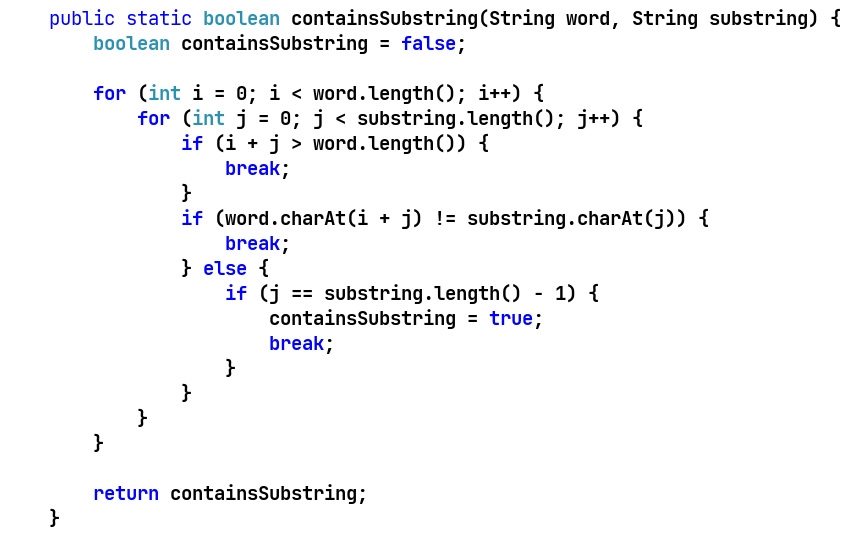 public static boolean containsSubstring(String word, String substring) {
    boolean containsSubstring = false;

    for (int i = 0; i < word.length(); i++) {
        for (int j = 0; j < substring.length(); j++) {
            if (i + j > word.length()) {
                break;
            }
            if (word.charAt(i + j) != substring.charAt(j)) {
                break;
            } else {
                if (j == substring.length() - 1) {
                    containsSubstring = true;
                    break;
                }
            }
        }
    }

    return containsSubstring;
}